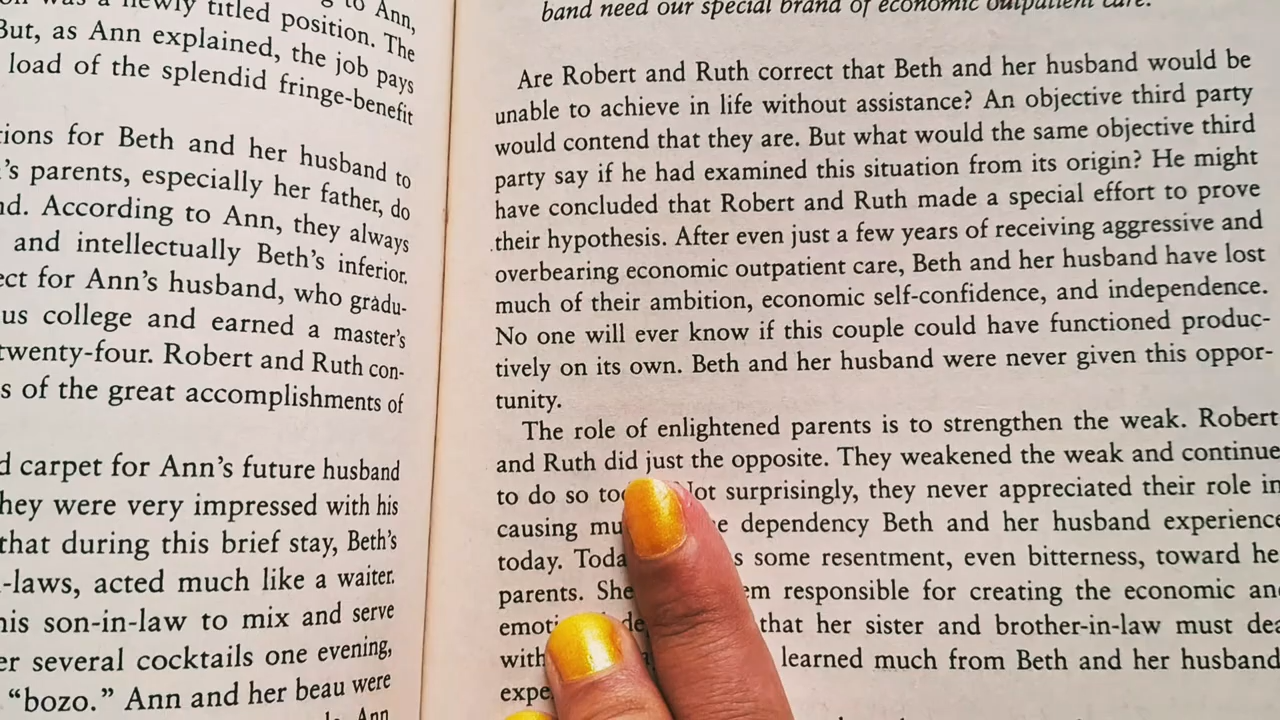 to Ann,
newly titled position. The
But, as Ann explained, the job pays
load of the splendid fringe-benefit
tions for Beth and her husband to
's parents, especially her father, do
nd. According to Ann, they always
and intellectually Beth's inferior.
ect for Ann's husband, who gradu-
us college and earned a master's
twenty-four. Robert and Ruth con-
s of the great accomplishments of
d carpet for Ann's future husband
hey were very impressed with his
that during this brief stay, Beth's
-laws, acted much like a waiter.
his son-in-law to mix and serve
er several cocktails one evening,
"bozo." Ann and her beau were
Ann
band need our special brand of economic outpatient care.
Are Robert and Ruth correct that Beth and her husband would be
unable to achieve in life without assistance? An objective third party
would contend that they are. But what would the same objective third
party say if he had examined this situation from its origin? He might
have concluded that Robert and Ruth made a special effort to prove
their hypothesis. After even just a few years of receiving aggressive and
overbearing economic outpatient care, Beth and her husband have lost
much of their ambition, economic self-confidence, and independence.
No one will ever know if this couple could have functioned produc-
tively on its own. Beth and her husband were never given this oppor-
tunity.
The role of enlightened parents is to strengthen the weak. Robert
and Ruth did just the opposite. They weakened the weak and continue
to do so Not surprisingly, they never appreciated their role in
causing dependency Beth and her husband experience
today. some resentment, even bitterness, toward he
parents. She em responsible for creating the economic an
that her sister and brother-in-law must dea
with learned much from Beth and her husband
expe